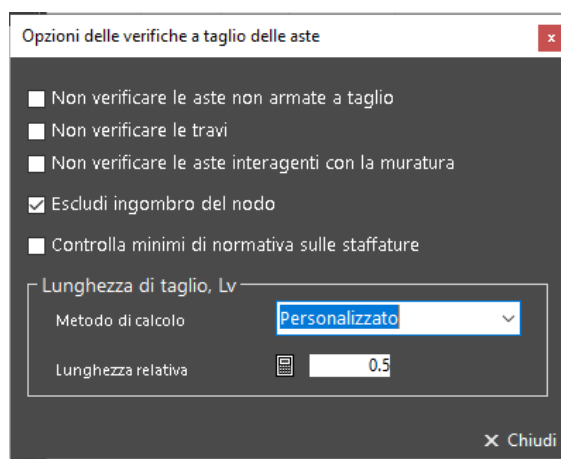 Opzioni delle verifiche a taglio delle aste
x
Non verificare le aste non armate a taglio
Non verificare le travi
Non verificare le aste interagenti con la muratura
Escludi ingombro del nodo
Controlla minimi di normativa sulle staffature
Lunghezza di taglio, Lv
Metodo di calcolo Personalizzato
Lunghezza relativa 0.5
× Chiudi